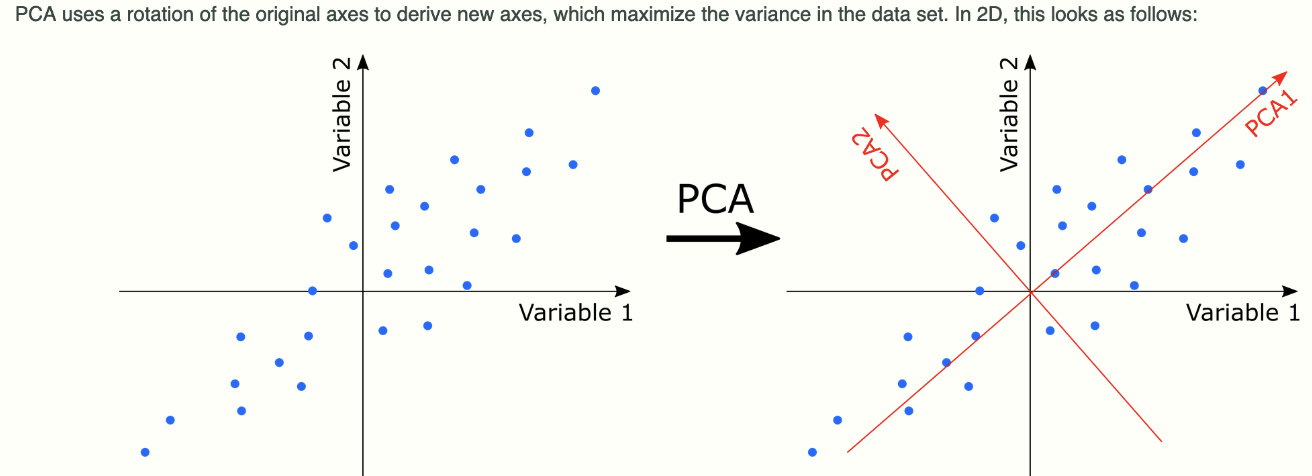 PCA uses a rotation of the original axes to derive new axes, which maximize the variance in the data set. In 2D, this looks as follows:
Variable 2
Variable 1
PCA
Variable 2
PCA2
PCA1
Variable 1